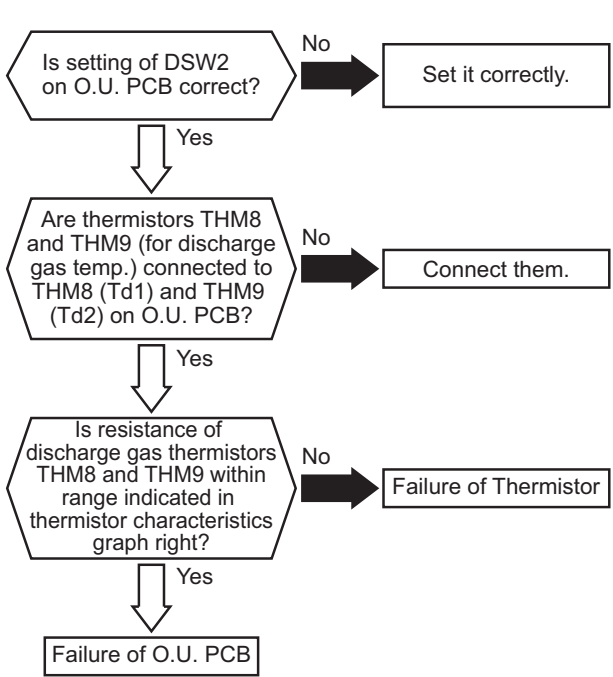 Is setting of DSW2
on O.U. PCB correct?
No
Set it correctly.
Yes
Are thermistors THM8
and THM9 (for discharge
gas temp.) connected to
THM8 (Td1) and THM9
(Td2) on O.U. PCB?
No
Connect them.
Yes
Is resistance of
discharge gas thermistors
THM8 and THM9 within
range indicated in
thermistor characteristics
graph right?
No
Failure of Thermistor
Yes
Failure of O.U. PCB